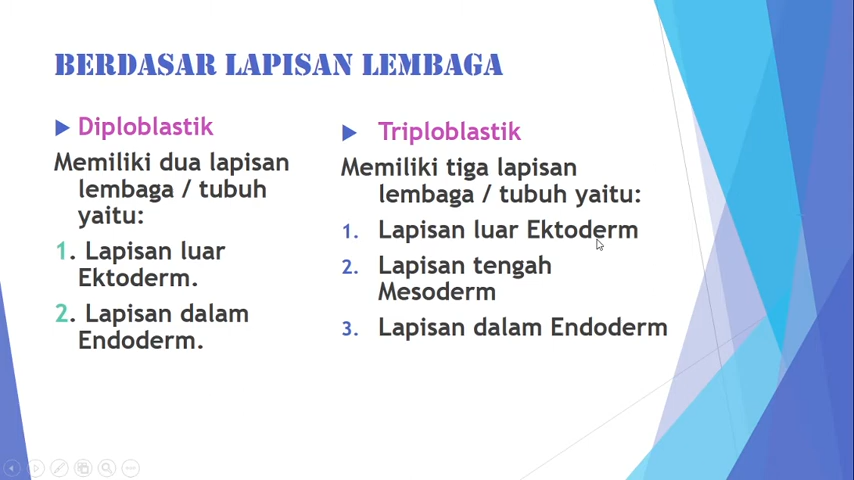 BERDASAR LAPISAN LEMBAGA
Diploblastik
Memiliki dua lapisan
lembaga / tubuh
yaitu:
1. Lapisan luar
Ektoderm.
2. Lapisan dalam
Endoderm.
Triploblastik
Memiliki tiga lapisan
lembaga / tubuh yaitu:
1. Lapisan luar Ektoderm
2. Lapisan tengah
Mesoderm
3. Lapisan dalam Endoderm